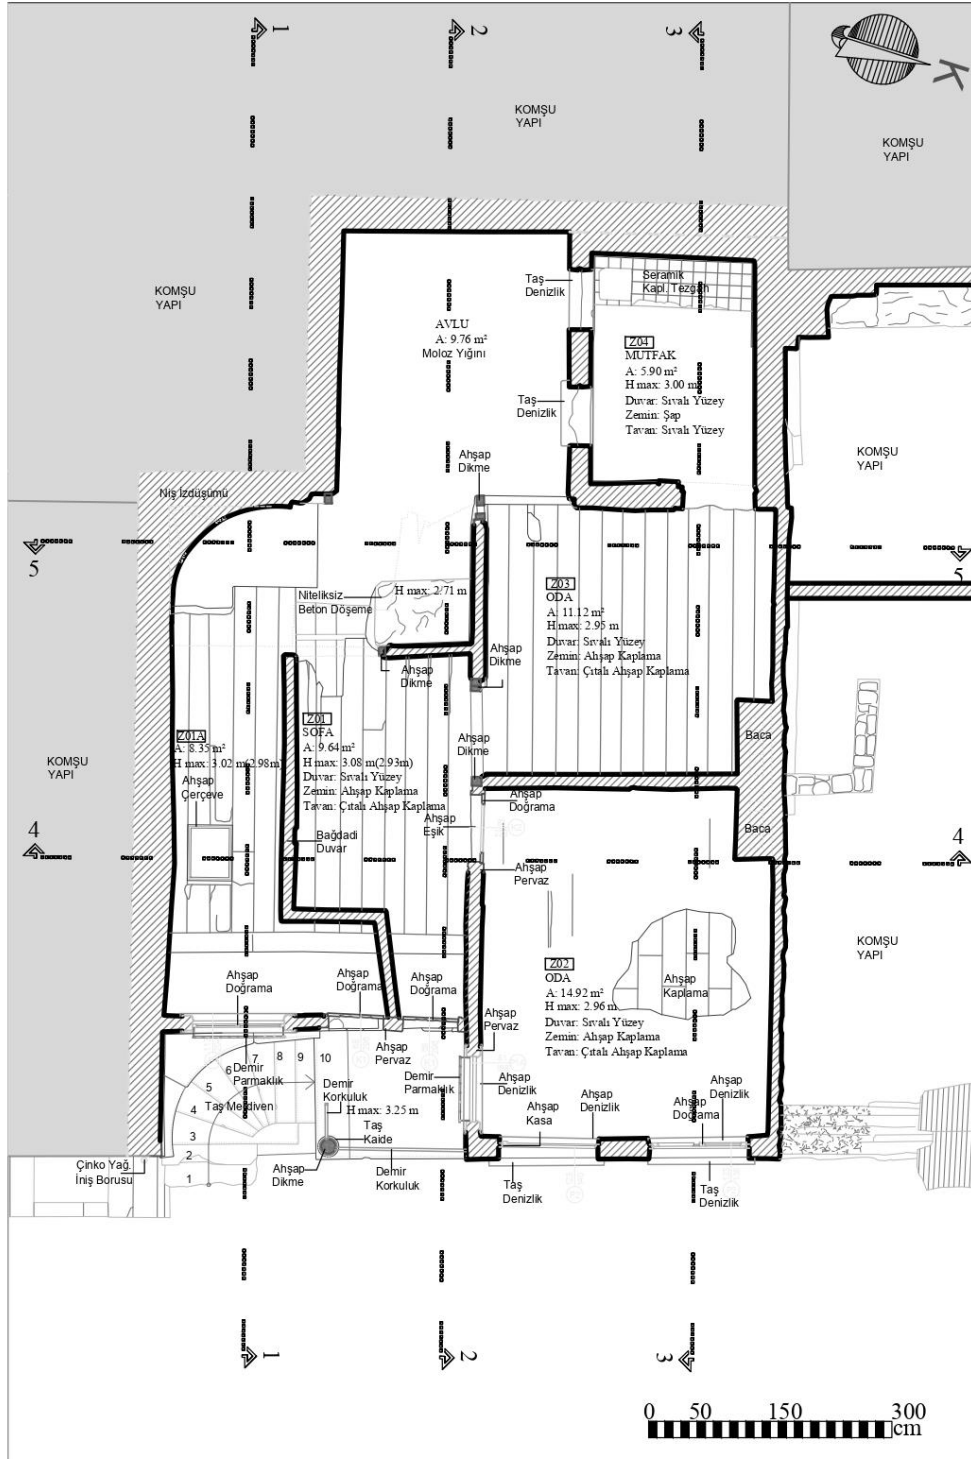 1
2
3
K
KOMŞU
YAPI
KOMŞU
YAPI
KOMŞU
YAPI
Taş
Denizlik
Seramik
Kapl. Tezgah
AVLU
A: 9.76 m²
Moloz Yığını
Z04
MUTFAK
A: 5.90 m²
H max: 3.00 m
Duvar: Sıvalı Yüzey
Zemin: Şap
Tavan: Sıvalı Yüzey
Taş
Denizlik
KOMŞU
YAPI
Ahşap
Dikme
Niş İzdüşümü
5
5
Niteliksiz
Beton Döşeme
H max: 2.71 m
Z03
ODA
A: 11.12 m²
H max: 2.95 m
Duvar: Sıvalı Yüzey
Zemin: Ahşap Kaplama
Tavan: Çıtalı Ahşap Kaplama
Ahşap
Dikme
Ahşap
Dikme
Z01A
A: 8.35 m²
H max: 3.02 m(2.98m)
Z01
SOFA
A: 9.64 m²
H max: 3.08 m(2.93m)
Duvar: Sıvalı Yüzey
Zemin: Ahşap Kaplama
Tavan: Çıtalı Ahşap Kaplama
Ahşap
Dikme
Baca
KOMŞU
YAPI
Ahşap
Çerçeve
Ahşap
Doğrama
Ahşap
Eşik
Bağdadi
Duvar
Baca
4
4
Ahşap
Pervaz
KOMŞU
YAPI
Z02
ODA
A: 14.92 m²
H max: 2.96 m
Duvar: Sıvalı Yüzey
Zemin: Ahşap Kaplama
Tavan: Çıtalı Ahşap Kaplama
Ahşap
Kaplama
Ahşap
Doğrama
Ahşap
Doğrama
Ahşap
Doğrama
Ahşap
Pervaz
Ahşap
Pervaz
Demir
Parmaklık
Demir
Parmaklık
Ahşap
Denizlik
Ahşap
Kasa
Ahşap
Denizlik
Ahşap
Doğrama
Ahşap
Denizlik
10
9
8
7
6
5
4
3
2
1
Taş Merdiven
Demir
Korkuluk
H max: 3.25 m
Taş
Kaide
Çinko Yağ.
İniş Borusu
Ahşap
Dikme
Demir
Korkuluk
Taş
Denizlik
Taş
Denizlik
1
2
3
0 50 150 300
cm